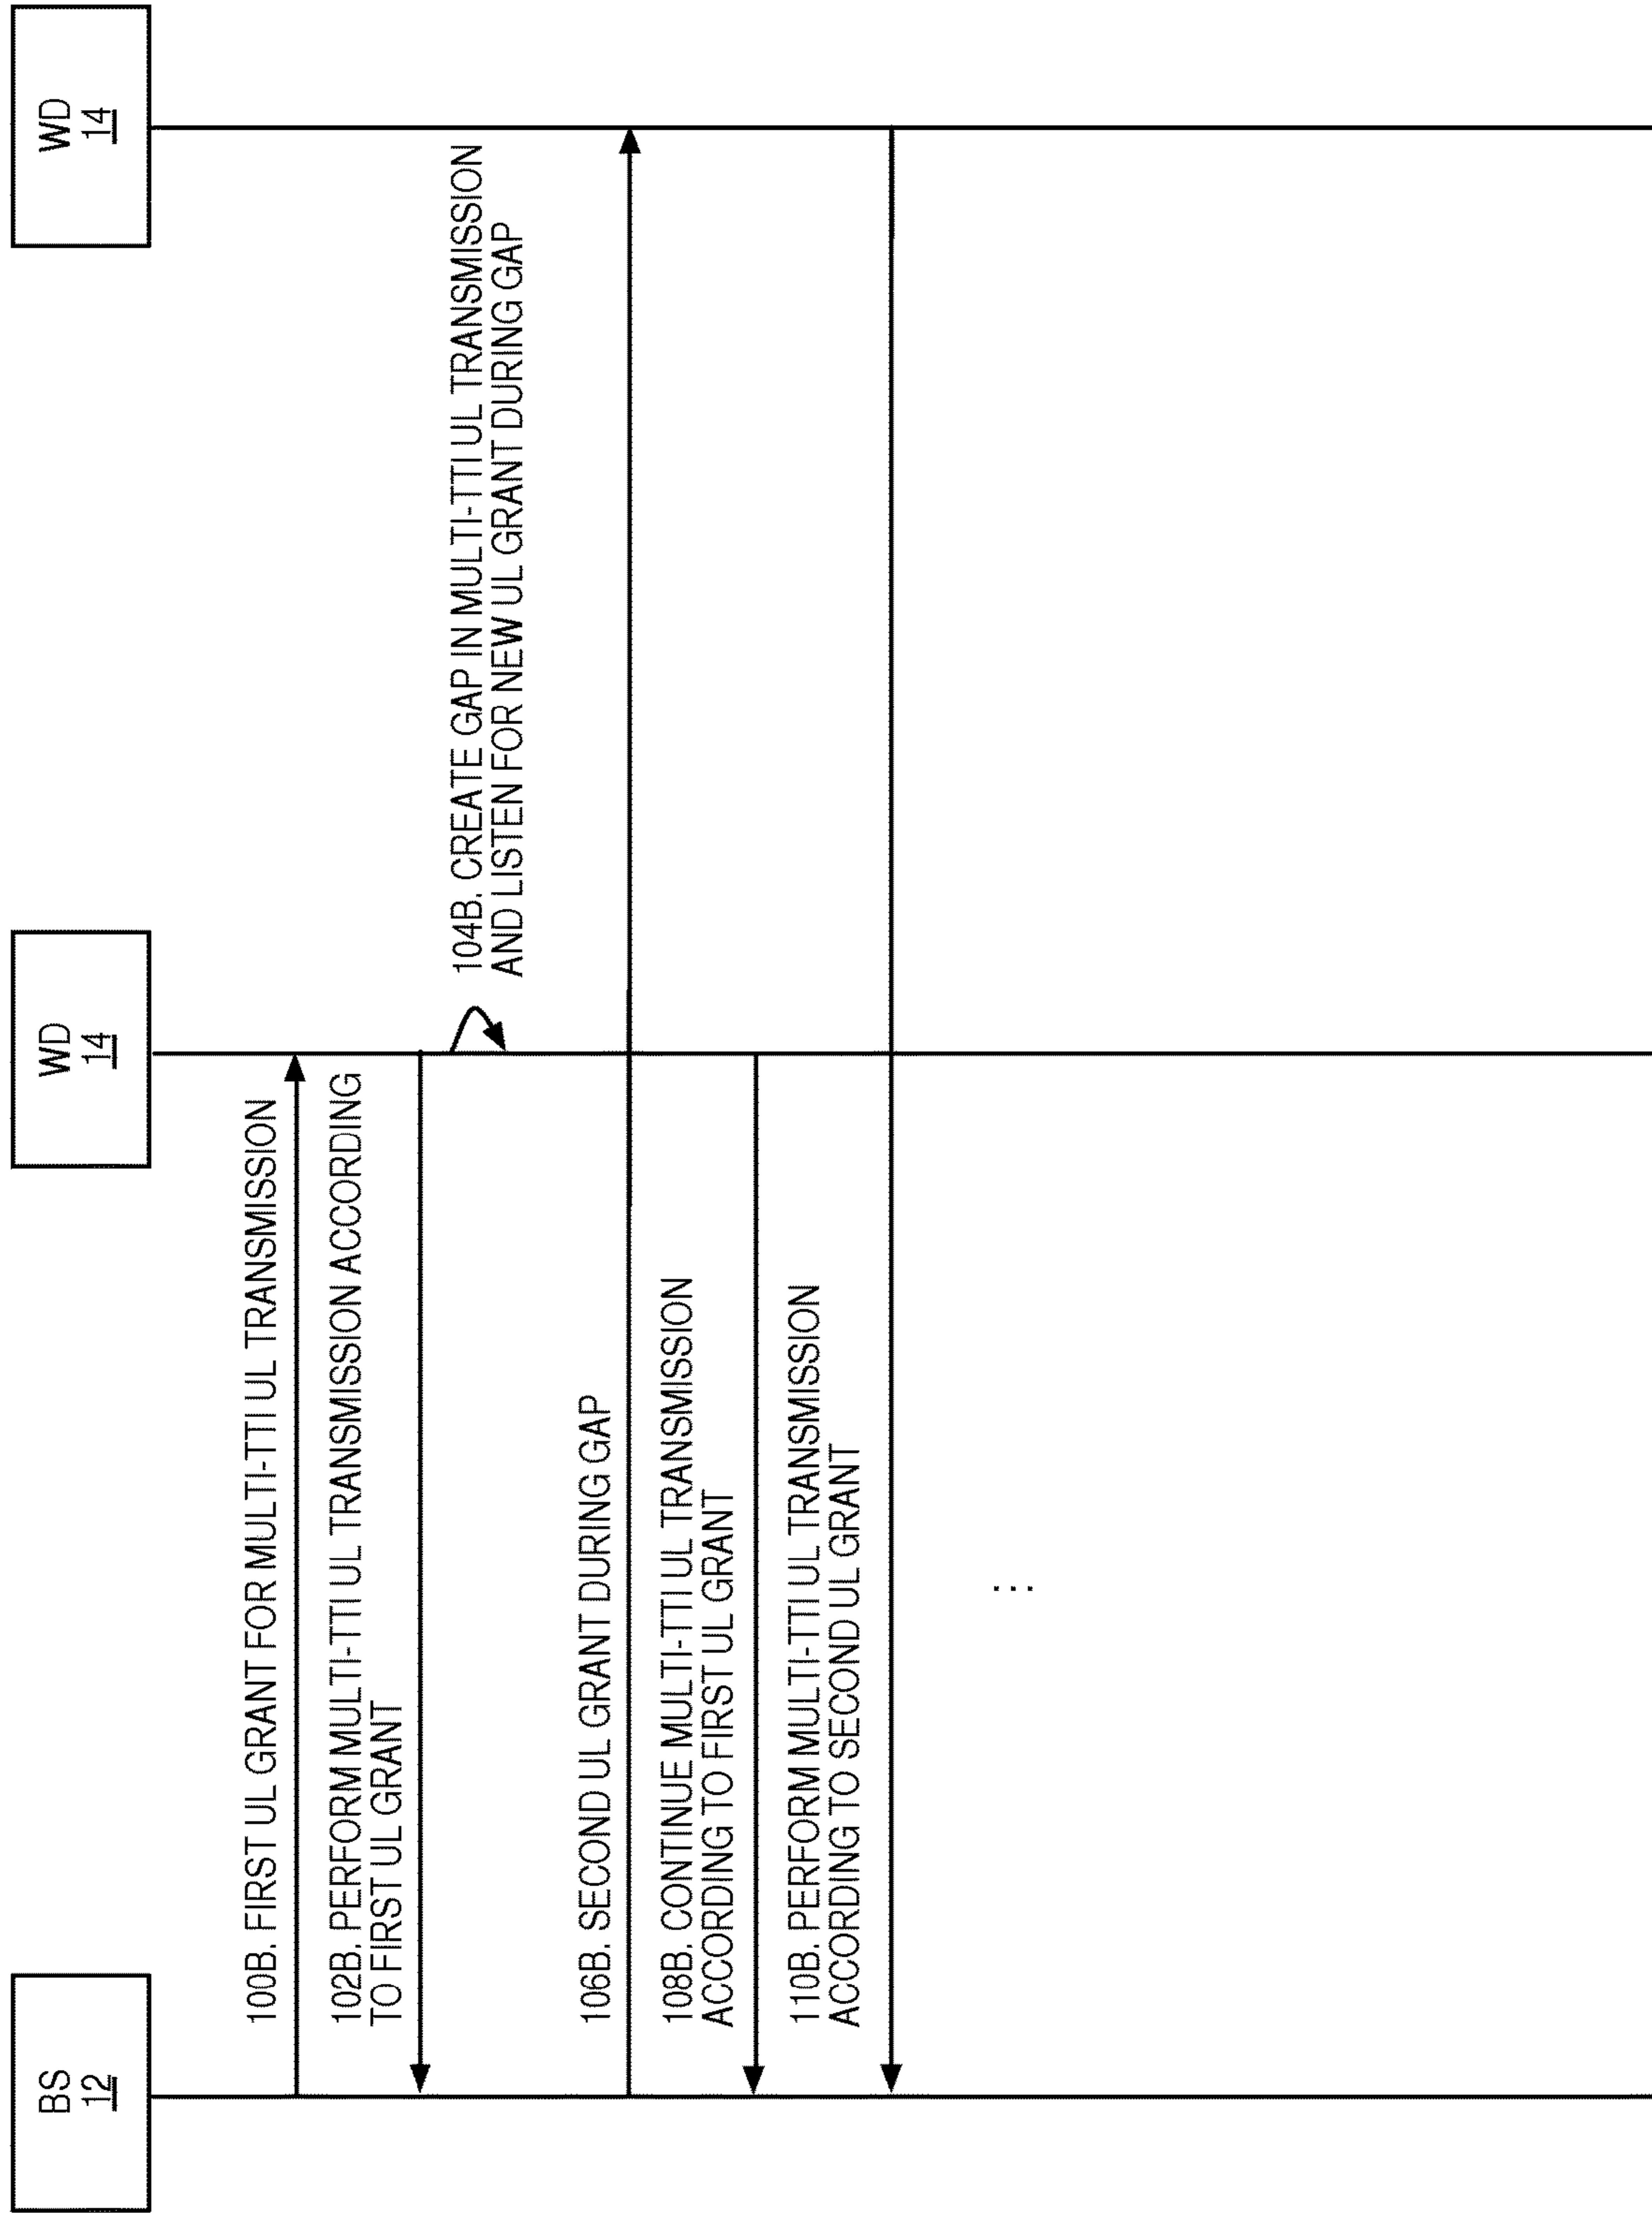 BS
12
WD
14
WD
14
100B. FIRST UL GRANT FOR MULTI-TTI UL TRANSMISSION
102B. PERFORM MULTI-TTI UL TRANSMISSION ACCORDING
TO FIRST UL GRANT
104B. CREATE GAP IN MULTI-TTI UL TRANSMISSION
AND LISTEN FOR NEW UL GRANT DURING GAP
106B. SECOND UL GRANT DURING GAP
108B. CONTINUE MULTI-TTI UL TRANSMISSION
ACCORDING TO FIRST UL GRANT
110B. PERFORM MULTI-TTI UL TRANSMISSION
ACCORDING TO SECOND UL GRANT
...